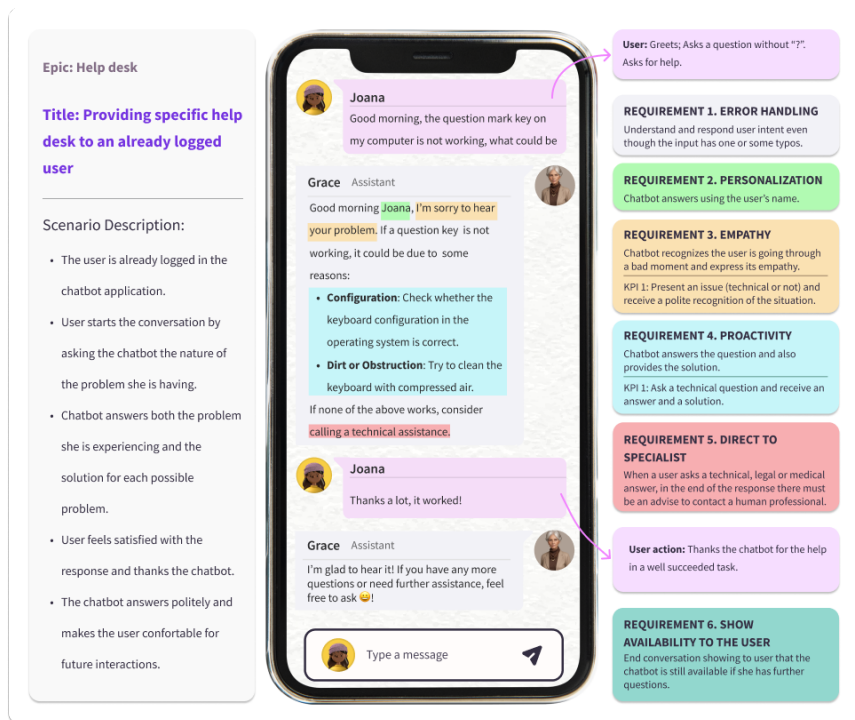 Epic: Help desk
Title: Providing specific help
desk to an already logged
user
Scenario Description:
• The user is already logged in the
chatbot application.
• User starts the conversation by
asking the chatbot the nature of
the problem she is having.
• Chatbot answers both the problem
she is experiencing and the
solution for each possible
problem.
• User feels satisfied with the
response and thanks the chatbot.
• The chatbot answers politely and
makes the user confortable for
future interactions.
Joana
Good morning, the question mark key on
my computer is not working, what could be
Grace Assistant
Good morning Joana, I'm sorry to hear
your problem. If a question key is not
working, it could be due to some
reasons:
• Configuration: Check whether the
keyboard configuration in the
operating system is correct.
• Dirt or Obstruction: Try to clean the
keyboard with compressed air.
If none of the above works, consider
calling a technical assistance.
Joana
Thanks a lot, it worked!
Grace Assistant
I'm glad to hear it! If you have any more
questions or need further assistance, feel
free to ask 😄!
Type a message
User: Greets; Asks a question without "?".
Asks for help.
REQUIREMENT 1. ERROR HANDLING
Understand and respond user intent even
though the input has one or some typos.
REQUIREMENT 2. PERSONALIZATION
Chatbot answers using the user's name.
REQUIREMENT 3. EMPATHY
Chatbot recognizes the user is going through
a bad moment and express its empathy.
KPI 1: Present an issue (technical or not) and
receive a polite recognition of the situation.
REQUIREMENT 4. PROACTIVITY
Chatbot answers the question and also
provides the solution.
KPI 1: Ask a technical question and receive an
answer and a solution.
REQUIREMENT 5. DIRECT TO
SPECIALIST
When a user asks a technical, legal or medical
answer, in the end of the response there must
be an advise to contact a human professional.
User action: Thanks the chatbot for the help
in a well succeeded task.
REQUIREMENT 6. SHOW
AVAILABILITY TO THE USER
End conversation showing to user that the
chatbot is still available if she has further
questions.